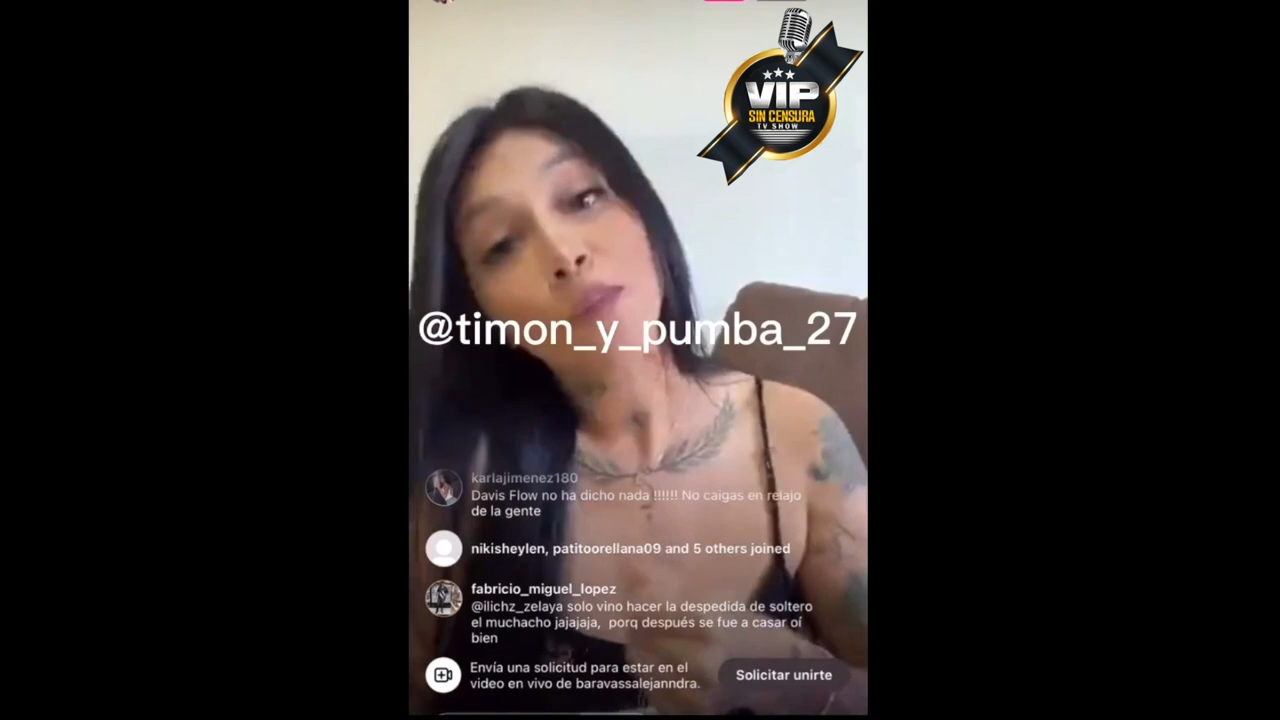 VIP
SIN CENSURA
TV SHOW
@timon_y_pumba_27
karlajimenez180
Davis Flow no ha dicho nada !!!!!! No caigas en relajo
de la gente
nikisheylen, patitoorellana09 and 5 others joined
fabricio_miguel_lopez
@ilichz_zelaya solo vino hacer la despedida de soltero
el muchacho jajajaja, porq después se fue a casar oí
bien
Envía una solicitud para estar en el
video en vivo de baravassalejanndra.
Solicitar unirte